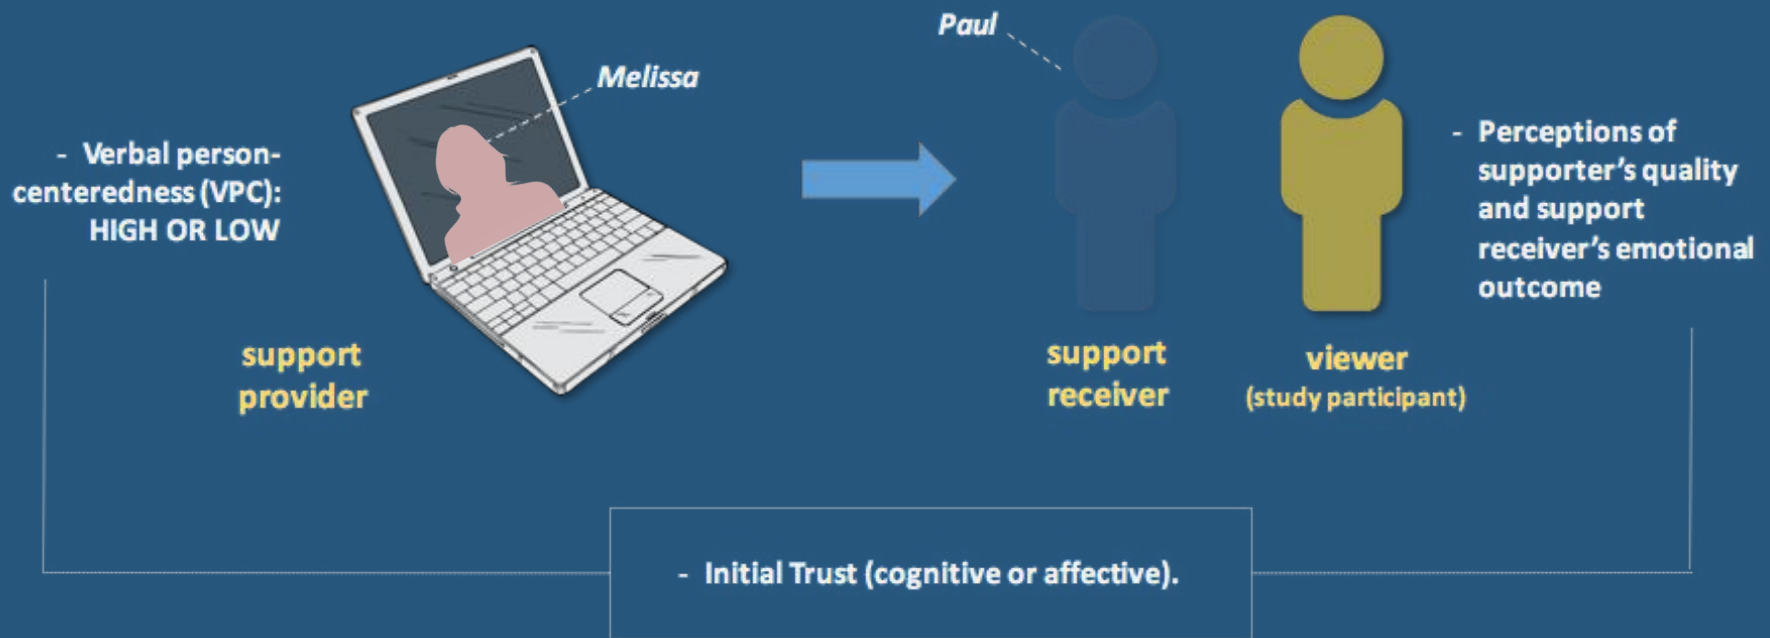 Paul
Melissa
- Verbal person-
centeredness (VPC):
HIGH OR LOW
- Perceptions of
supporter's quality
and support
receiver's emotional
outcome
support
provider
support
receiver
viewer
(study participant)
- Initial Trust (cognitive or affective).